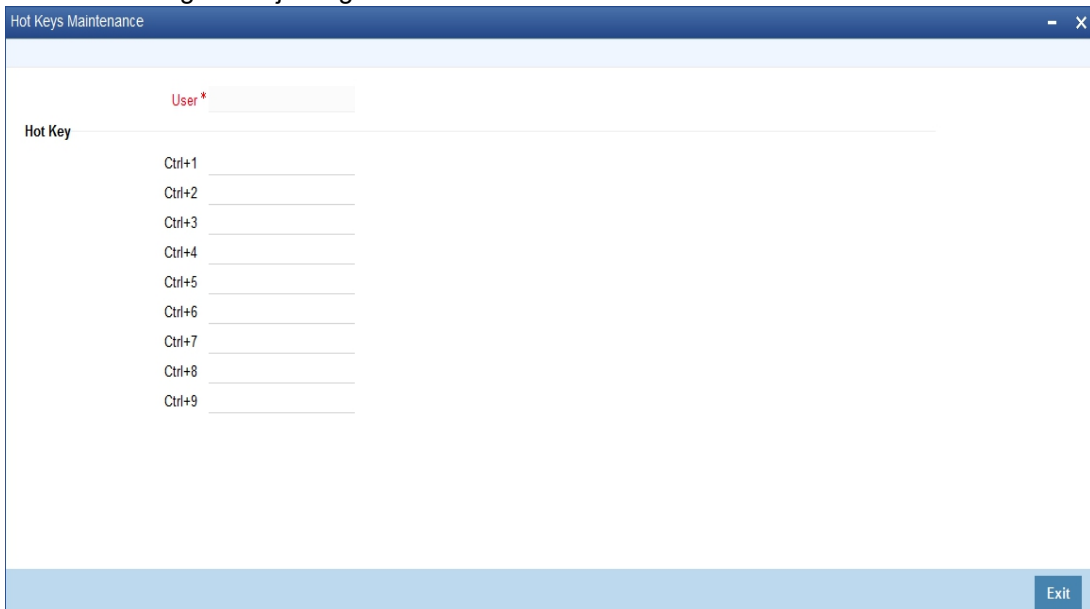 Hot Keys Maintenance
User *
Hot Key
Ctrl+1
Ctrl+2
Ctrl+3
Ctrl+4
Ctrl+5
Ctrl+6
Ctrl+7
Ctrl+8
Ctrl+9
Exit